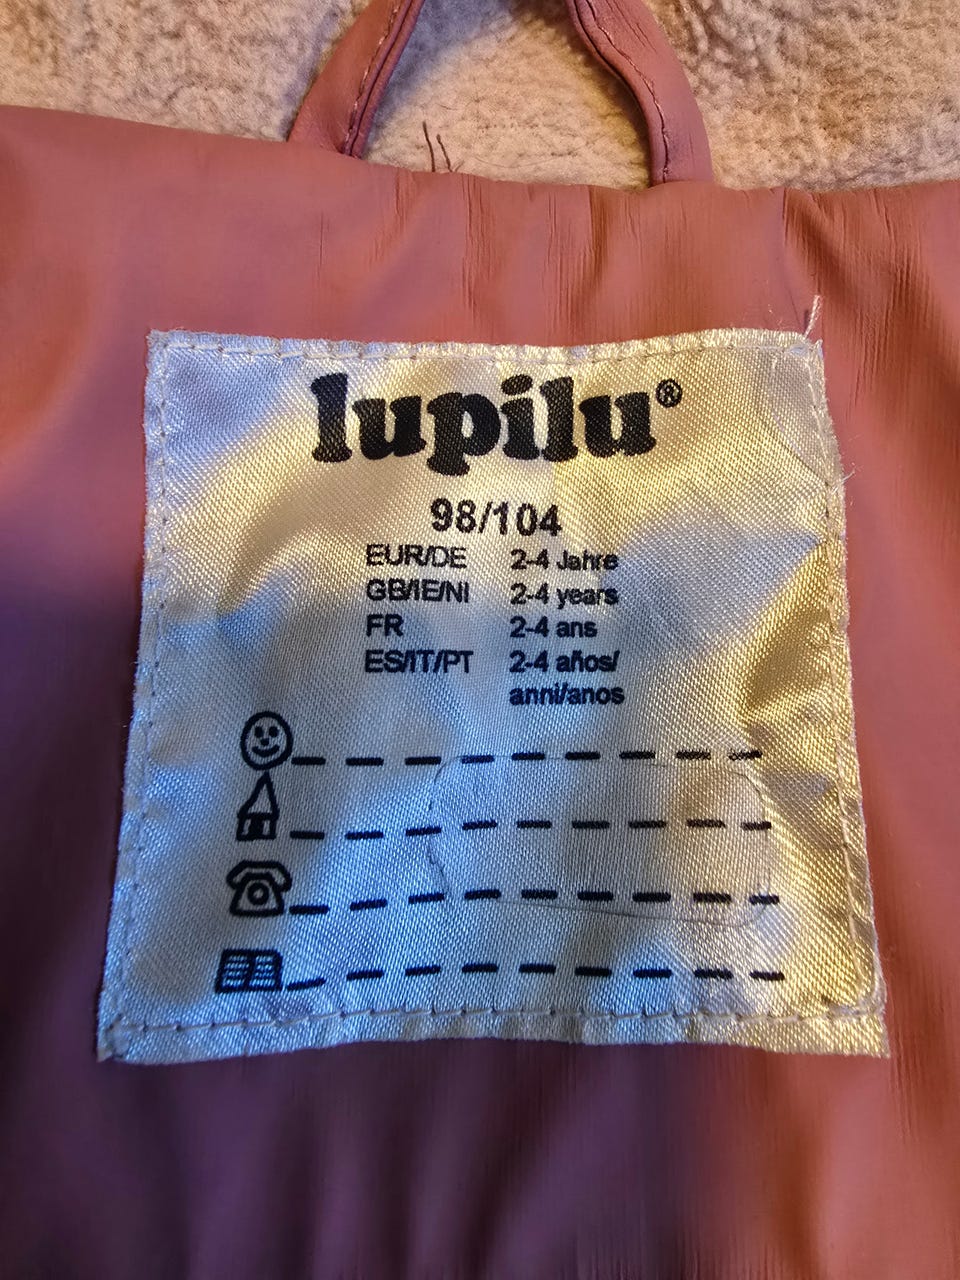 lupilu®
98/104
EUR/DE 2-4 Jahre
GB/IE/NI 2-4 years
FR 2-4 ans
ES/IT/PT 2-4 años/
anni/anos